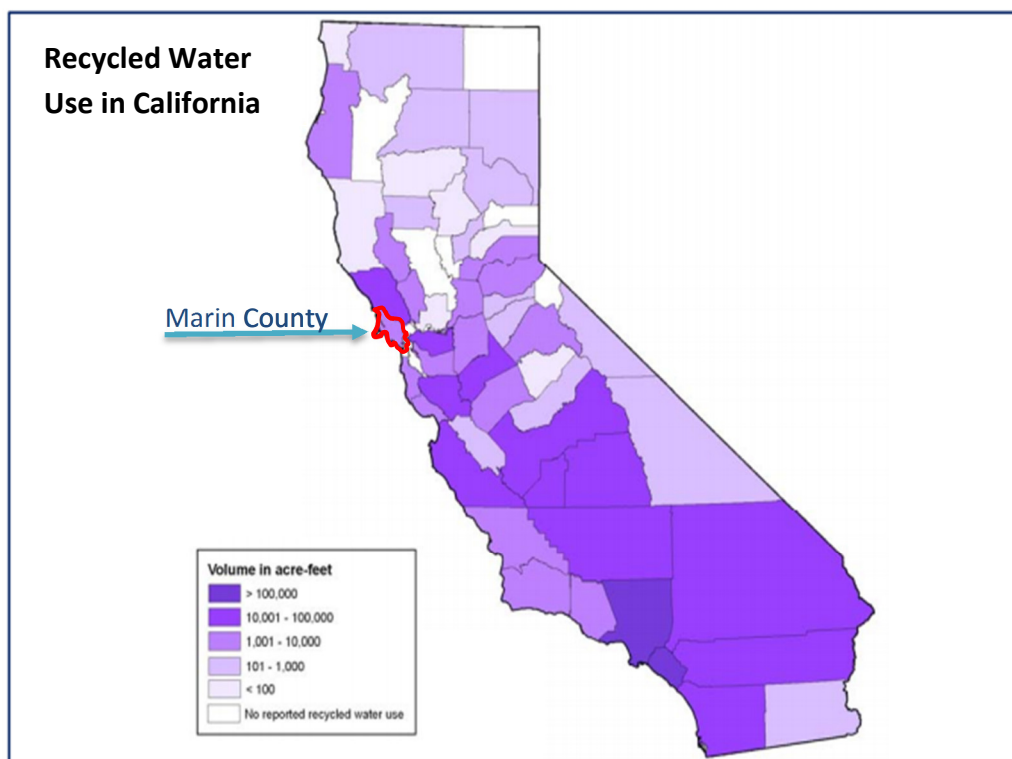 Recycled Water
Use in California
Marin County
Volume in acre-feet
> 100,000
10,001 - 100,000
1,001 - 10,000
101 - 1,000
< 100
No reported recycled water use